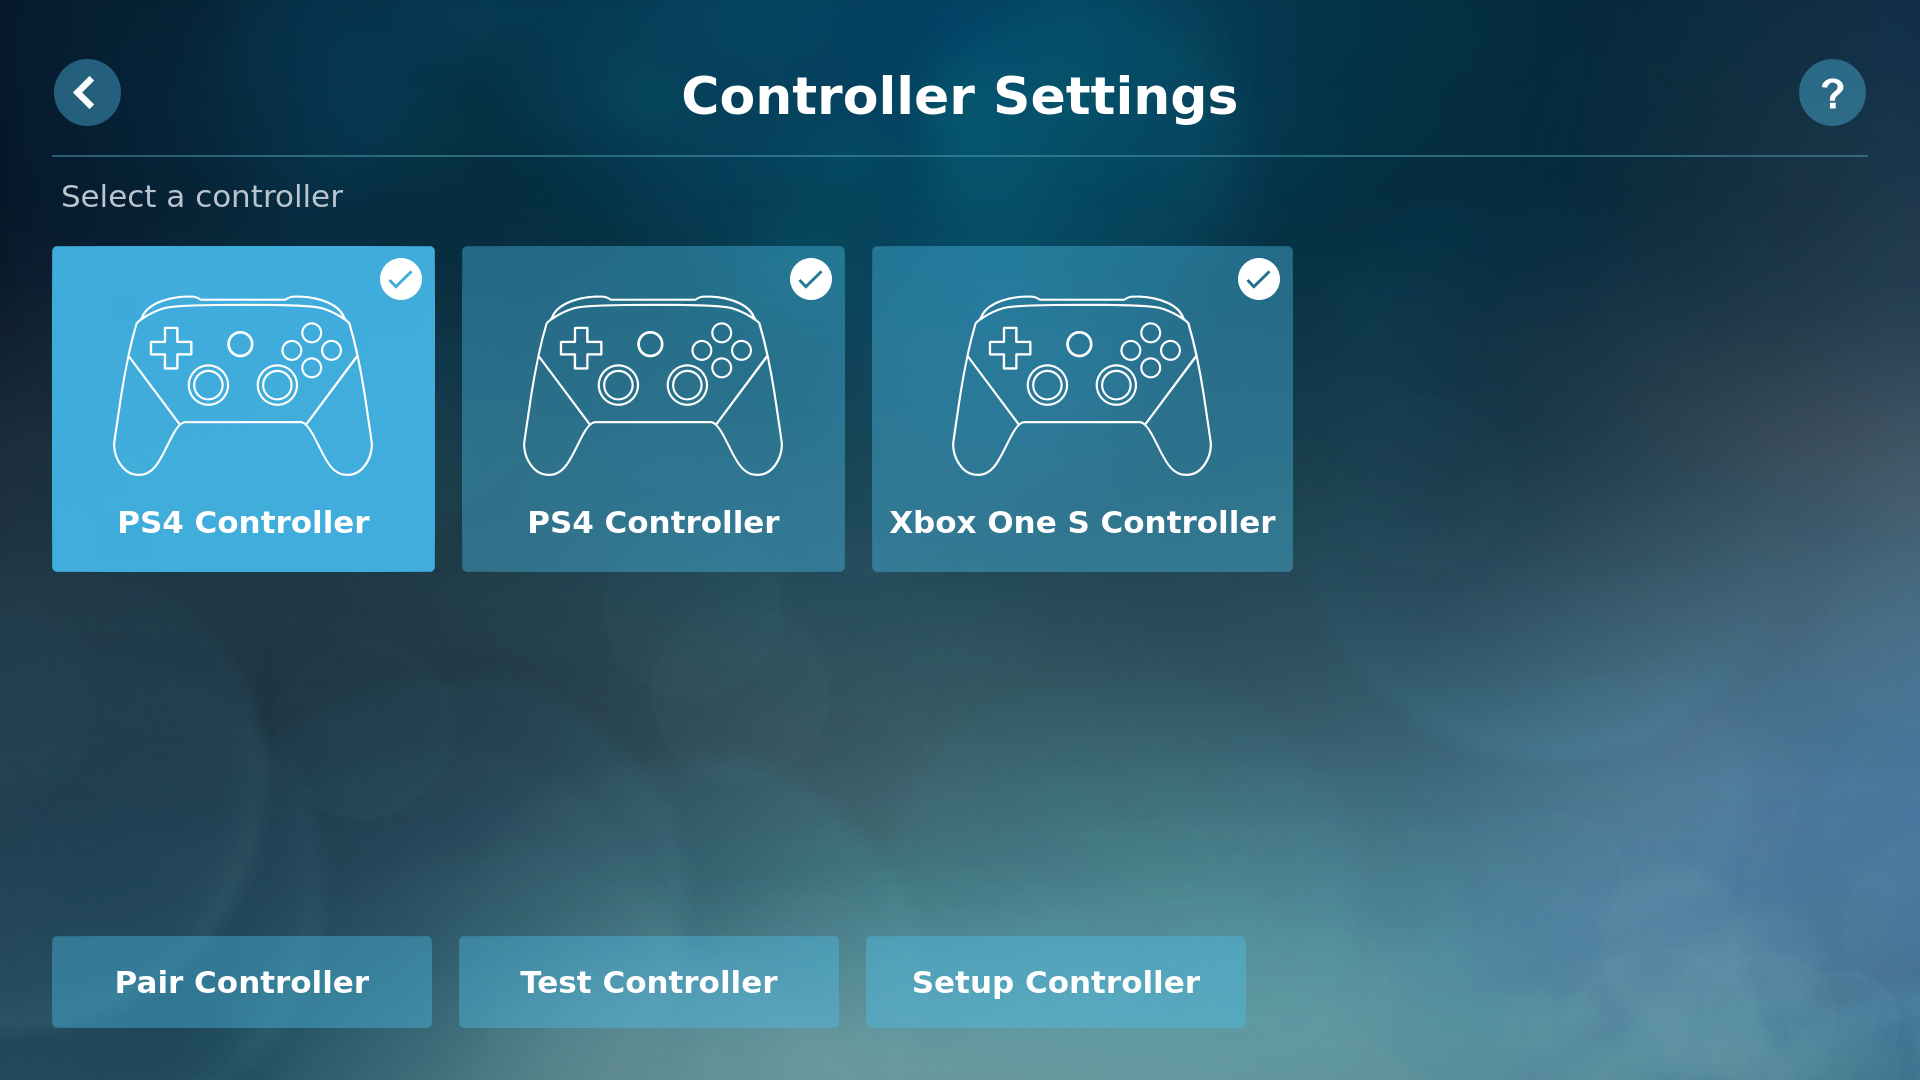 Controller Settings
?
Select a controller
PS4 Controller
PS4 Controller
Xbox One S Controller
Pair Controller
Test Controller
Setup Controller